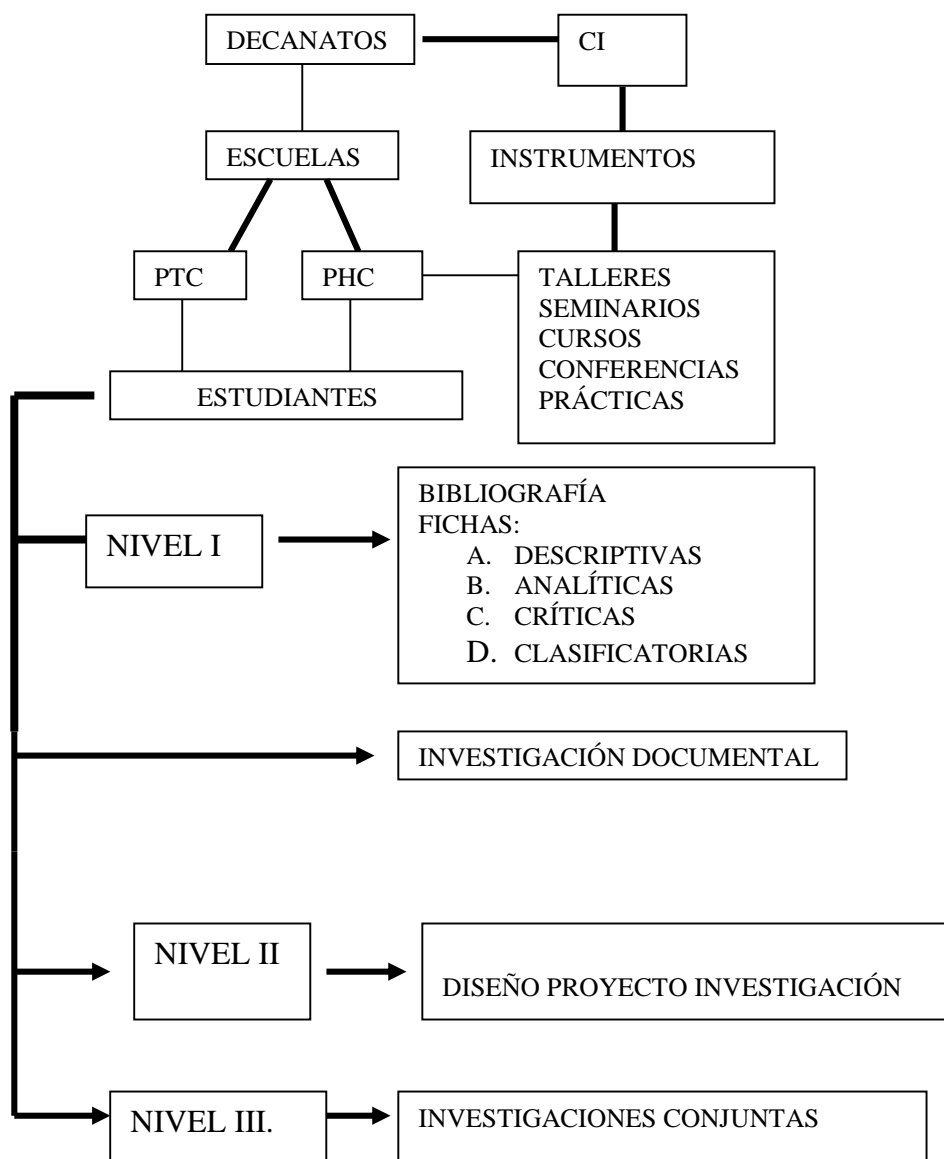 DECANATOS
CI
ESCUELAS
INSTRUMENTOS
PTC
PHC
TALLERES
SEMINARIOS
CURSOS
CONFERENCIAS
PRÁCTICAS
ESTUDIANTES
NIVEL I
BIBLIOGRAFÍA
FICHAS:
A. DESCRIPTIVAS
B. ANALÍTICAS
C. CRÍTICAS
D. CLASIFICATORIAS
INVESTIGACIÓN DOCUMENTAL
NIVEL II
DISEÑO PROYECTO INVESTIGACIÓN
NIVEL III.
INVESTIGACIONES CONJUNTAS